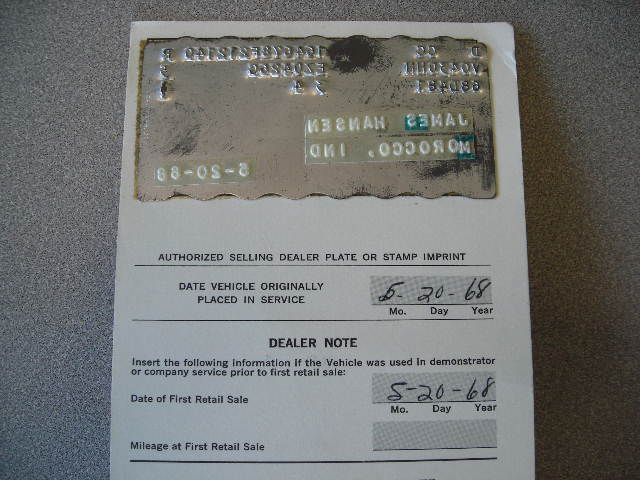 D CC
JAMES HANSEN
MOROCCO, IND
5-20-68
AUTHORIZED SELLING DEALER PLATE OR STAMP IMPRINT
DATE VEHICLE ORIGINALLY
PLACED IN SERVICE
5-20-68
Mo. Day Year
DEALER NOTE
Insert the following information if the Vehicle was used in demonstrator
or company service prior to first retail sale:
Date of First Retail Sale
5-20-68
Mo. Day Year
Mileage at First Retail Sale